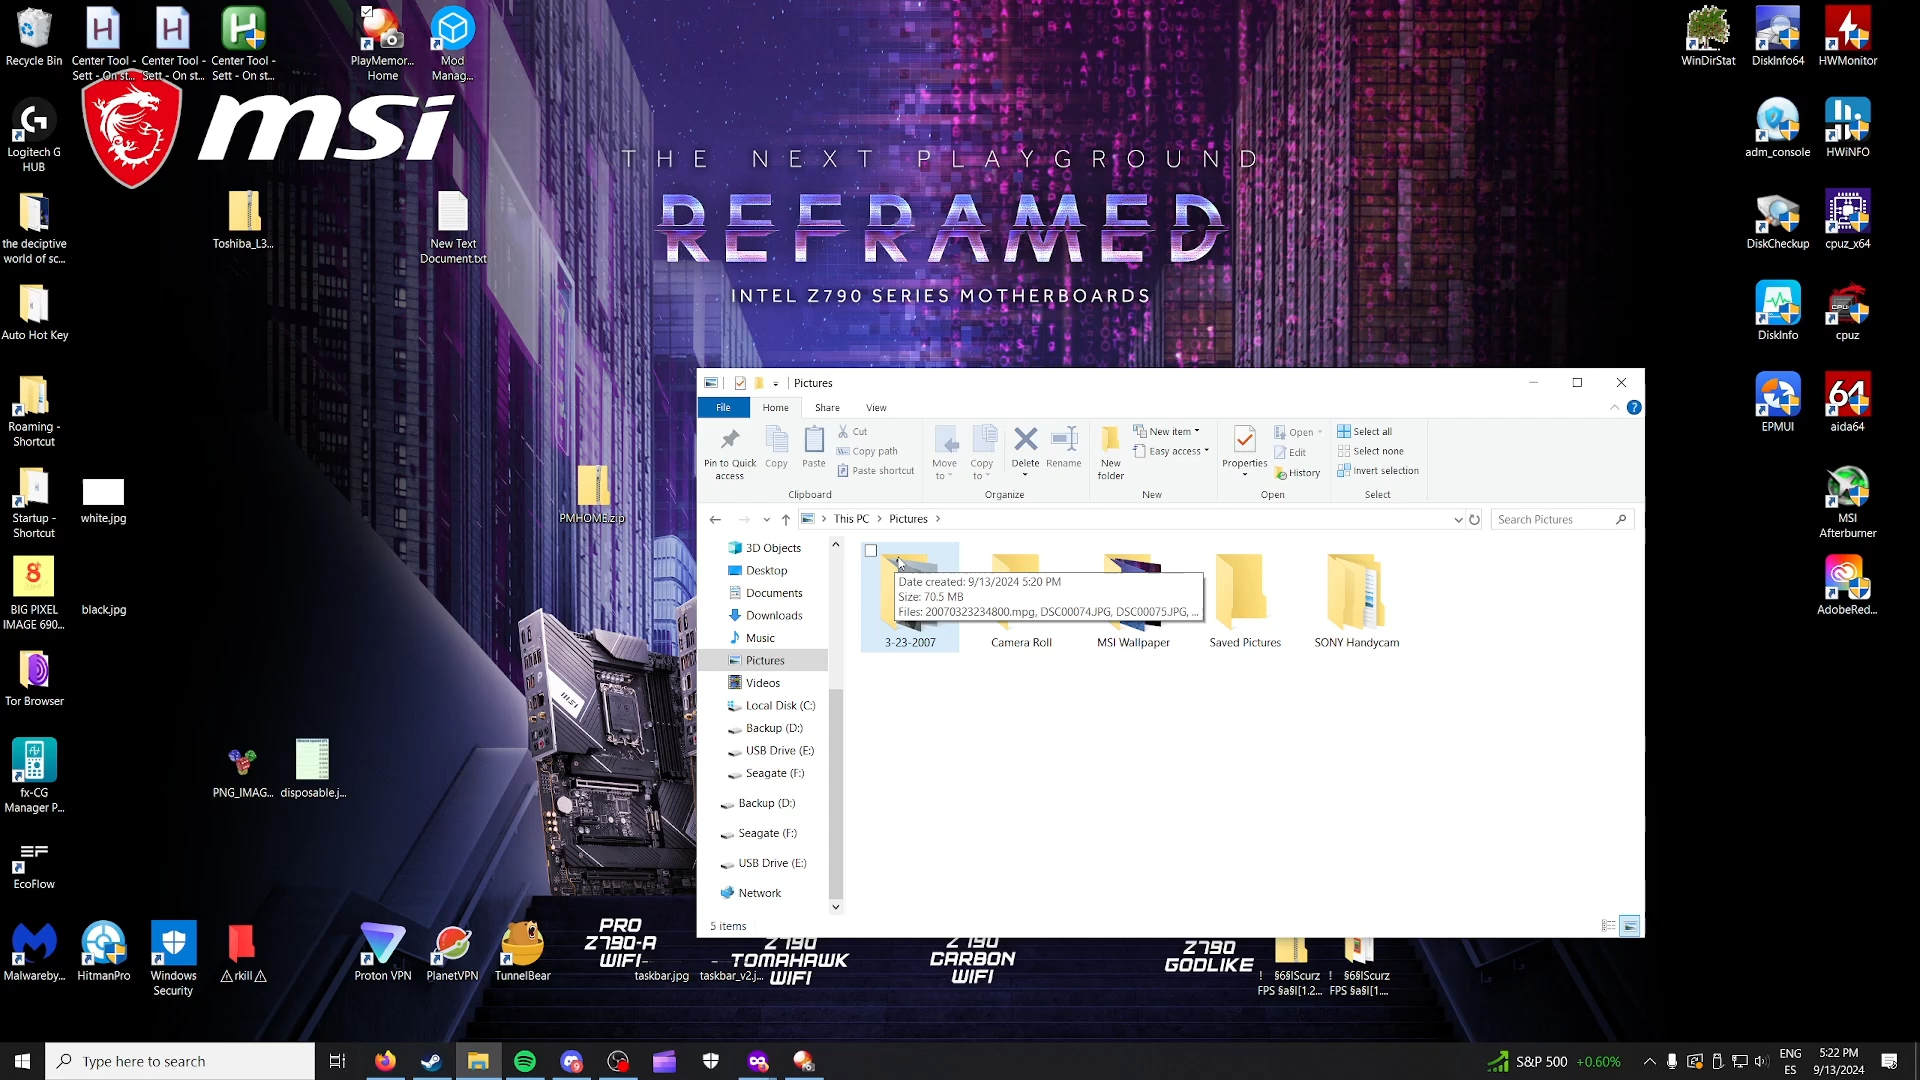 Recycle Bin
Center Tool -
Sett - On st...
Center Tool -
Sett - On st...
Center Tool -
Sett - On st...
PlayMemor...
Home
Mod
Manag...
WinDirStat
DiskInfo64
HWMonitor
msi
Logitech G
HUB
adm_console
HWiNFO
THE NEXT PLAYGROUND
REFRAMED
INTEL Z790 SERIES MOTHERBOARDS
the deciptive
world of sc...
Toshiba_L3...
New Text
Document.txt
DiskCheckup
cpuz_x64
Auto Hot Key
DiskInfo
cpuz
Roaming -
Shortcut
EPMUI
64
aida64
Startup -
Shortcut
white.jpg
PMHOME.zip
MSI
Afterburner
BIG PIXEL
IMAGE 690...
black.jpg
AdobeRed...
Tor Browser
fx-CG
Manager P...
PNG_IMAG...
disposable.j...
EF
EcoFlow
Malwareby...
HitmanPro
Windows
Security
⚠rkill⚠
Proton VPN
PlanetVPN
TunnelBear
PRO
Z790-A
WIFI
taskbar.jpg
taskbar_v2.j...
Z790
TOMAHAWK
WIFI
Z790
CARBON
WIFI
Z790
GODLIKE
! §6§lScurz
FPS §a§l[1.2...
! §6§lScurz
FPS §a§l[1....
Pictures
File
Home
Share
View
Pin to Quick
access
Copy
Paste
Cut
Copy path
Paste shortcut
Clipboard
Move
to
Copy
to
Delete
Rename
Organize
New
folder
New item
Easy access
New
Properties
Open
Edit
History
Open
Select all
Select none
Invert selection
Select
This PC > Pictures >
Search Pictures
3D Objects
Desktop
Documents
Downloads
Music
Pictures
Videos
Local Disk (C:)
Backup (D:)
USB Drive (E:)
Seagate (F:)
Backup (D:)
Seagate (F:)
USB Drive (E:)
Network
Date created: 9/13/2024 5:20 PM
Size: 70.5 MB
Files: 20070323234800.mpg, DSC00074.JPG, DSC00075.JPG, ...
3-23-2007
Camera Roll
MSI Wallpaper
Saved Pictures
SONY Handycam
5 items
Type here to search
S&P 500 +0.60%
ENG
ES
5:22 PM
9/13/2024